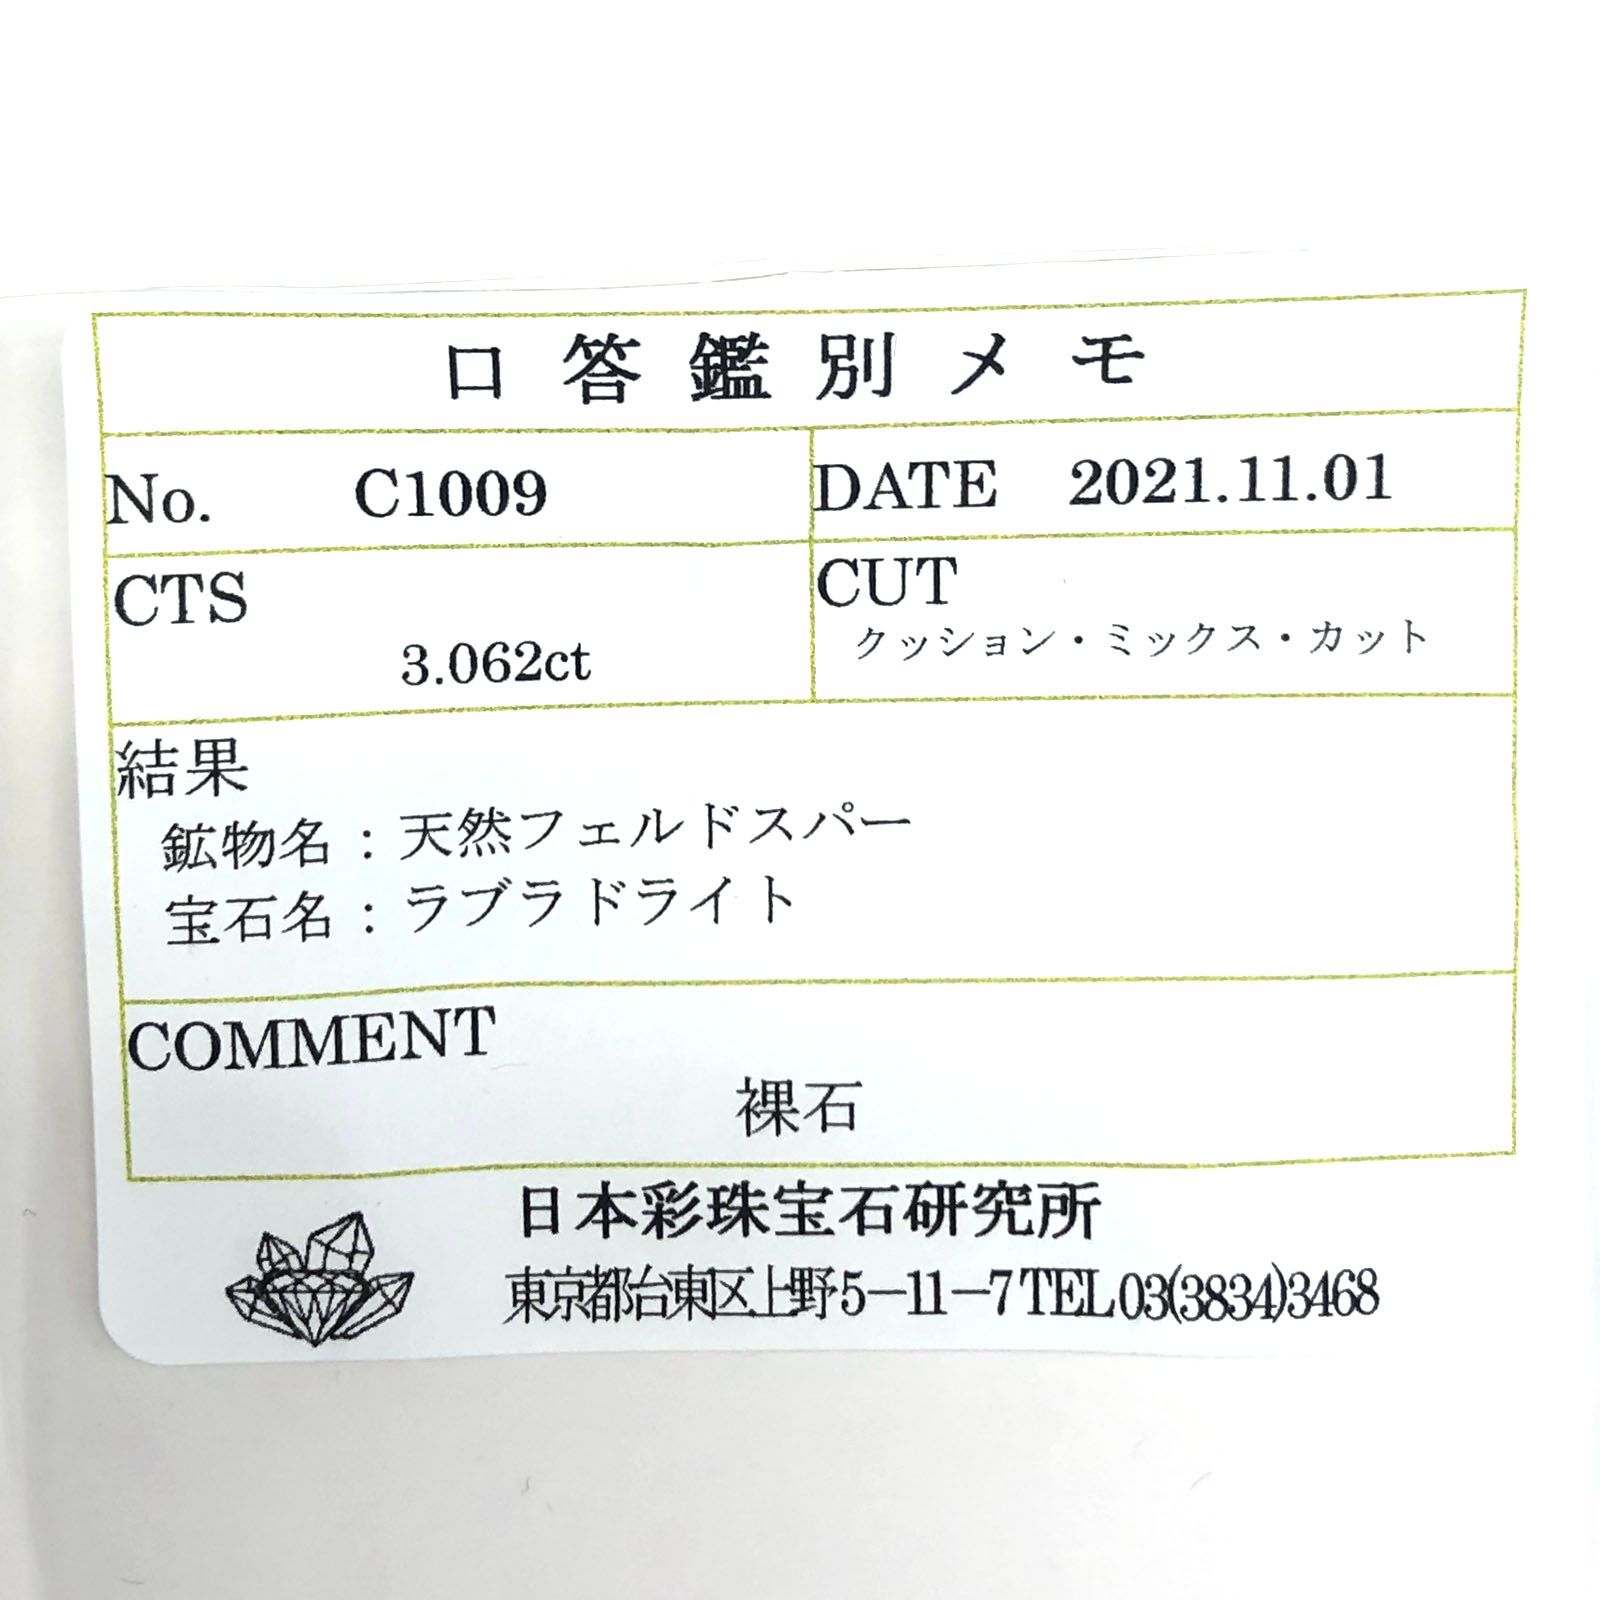 口答鑑別メモ
No. C1009
DATE 2021.11.01
CTS
3.062ct
CUT
クッション・ミックス・カット
結果
鉱物名：天然フェルドスパー
宝石名：ラブラドライト
COMMENT
裸石
日本彩珠宝石研究所
東京都台東区上野5−11−7 TEL 03(3834)3468